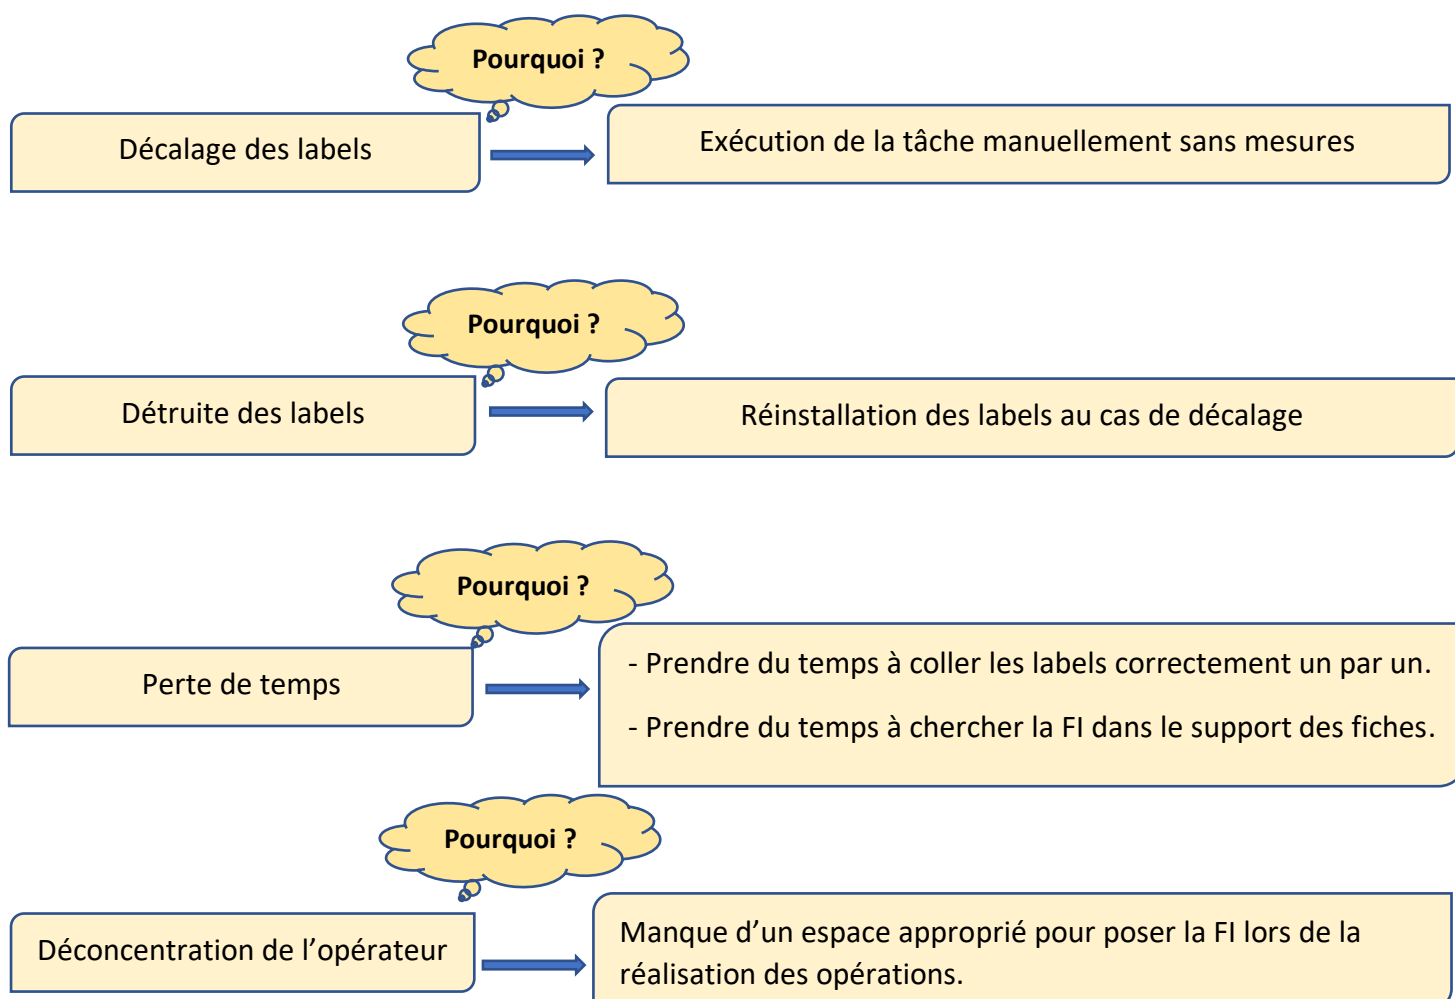 Pourquoi ?
Décalage des labels
Exécution de la tâche manuellement sans mesures
Pourquoi ?
Détruite des labels
Réinstallation des labels au cas de décalage
Pourquoi ?
Perte de temps
- Prendre du temps à coller les labels correctement un par un.
- Prendre du temps à chercher la FI dans le support des fiches.
Pourquoi ?
Déconcentration de l’opérateur
Manque d’un espace approprié pour poser la FI lors de la
réalisation des opérations.